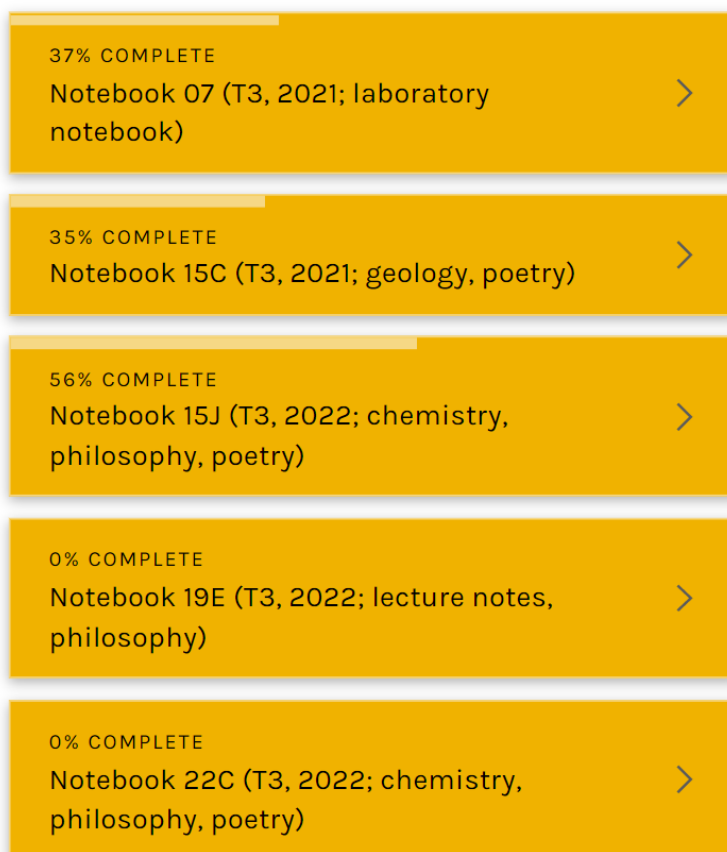 37% COMPLETE
Notebook 07 (T3, 2021; laboratory
notebook)
35% COMPLETE
Notebook 15C (T3, 2021; geology, poetry)
56% COMPLETE
Notebook 15J (T3, 2022; chemistry,
philosophy, poetry)
0% COMPLETE
Notebook 19E (T3, 2022; lecture notes,
philosophy)
0% COMPLETE
Notebook 22C (T3, 2022; chemistry,
philosophy, poetry)